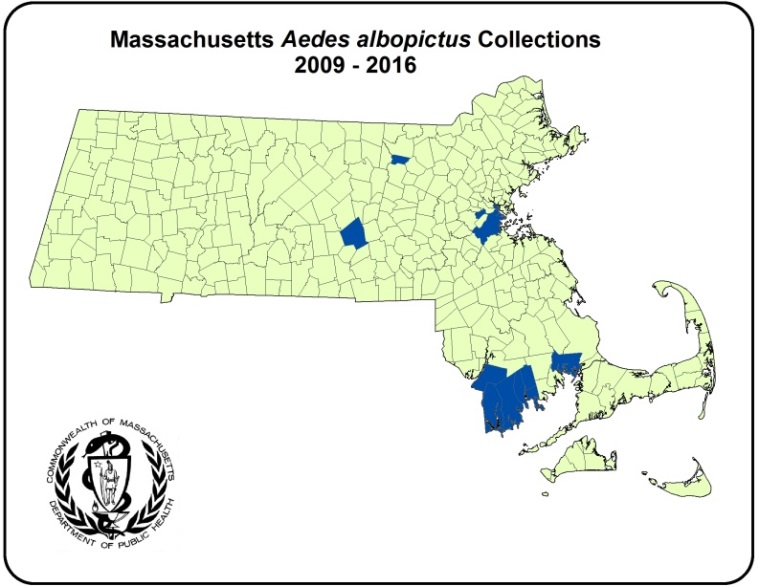 Massachusetts Aedes albopictus Collections
2009 - 2016
COMMONWEALTH OF MASSACHUSETTS
DEPARTMENT OF PUBLIC HEALTH